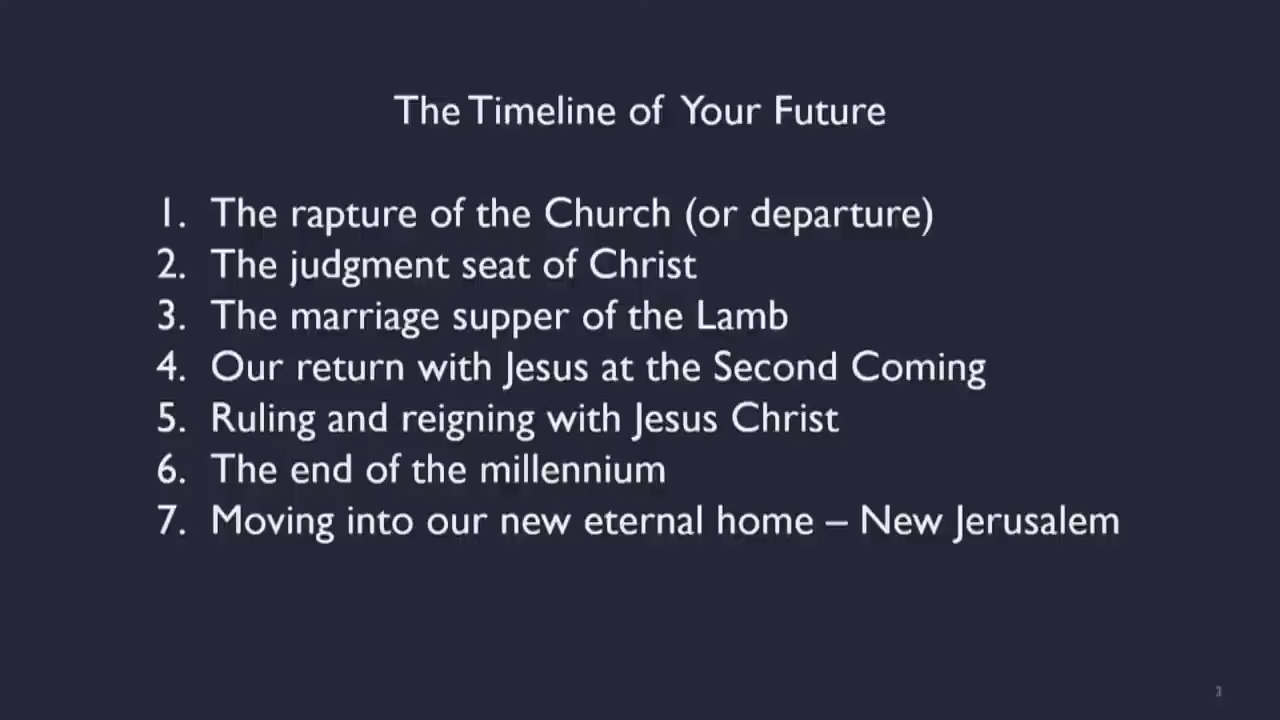 The Timeline of Your Future
1. The rapture of the Church (or departure)
2. The judgment seat of Christ
3. The marriage supper of the Lamb
4. Our return with Jesus at the Second Coming
5. Ruling and reigning with Jesus Christ
6. The end of the millennium
7. Moving into our new eternal home – New Jerusalem
3